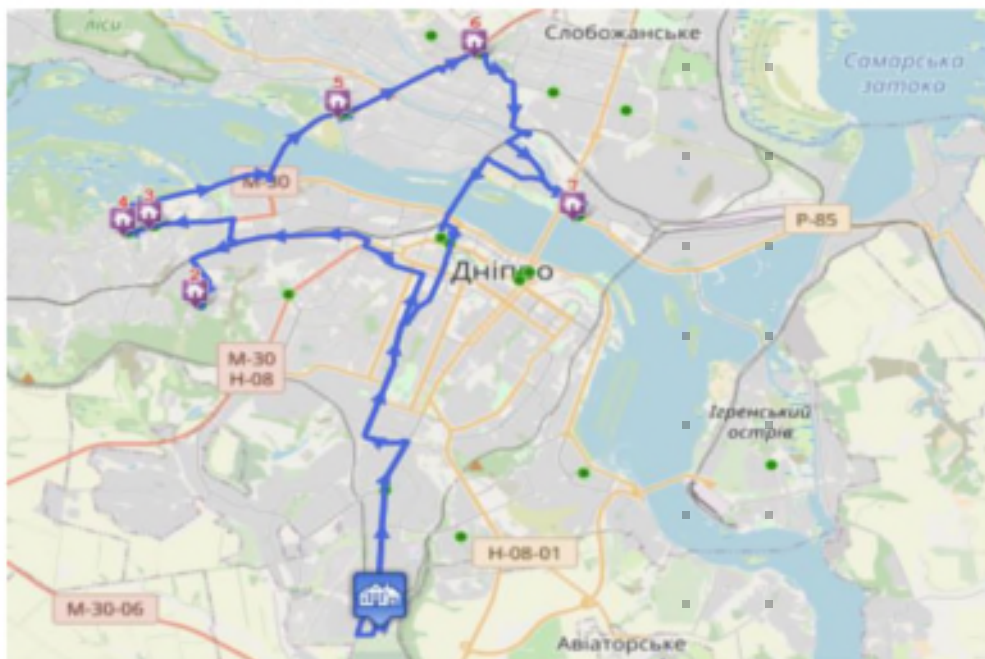 ліси
6
Слобожанське
Самарська
затока
5
М-30
4
3
7
Р-85
2
Дніпро
М-30
Н-08
Ігренський
острів
Н-08-01
М-30-06
Авіаторське